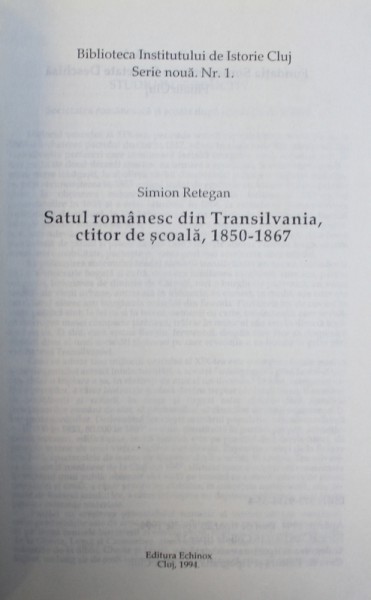 Biblioteca Institutului de Istorie Cluj
Serie nouă. Nr. 1.
Simion Retegan
Satul românesc din Transilvania,
ctitor de școală, 1850-1867
Editura Echinox
Cluj, 1994.